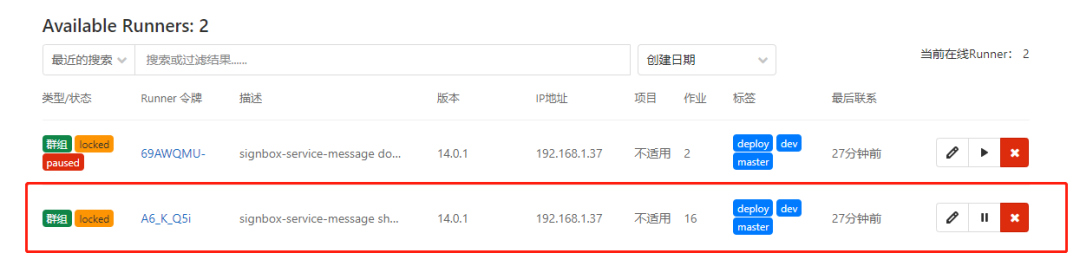 Available Runners: 2
最近的搜索 搜索或过滤结果...... 创建日期 当前在线Runner： 2
类型/状态 Runner 令牌 描述 版本 IP地址 项目 作业 标签 最后联系
群组 locked paused 69AWQMU- signbox-service-message do... 14.0.1 192.168.1.37 不适用 2 deploy dev master 27分钟前
群组 locked A6_K_Q5i signbox-service-message sh... 14.0.1 192.168.1.37 不适用 16 deploy dev master 27分钟前